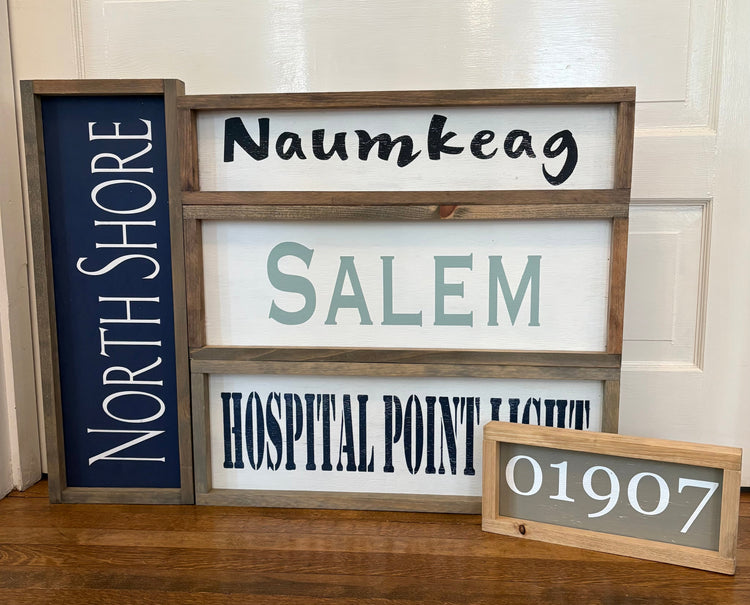 NORTH SHORE
Naumkeag
SALEM
HOSPITAL POINT LIGHT
01907